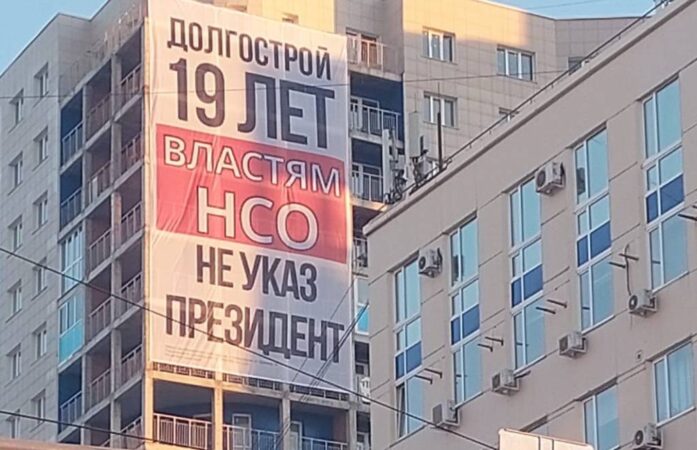 ДОЛГОСТРОЙ
19 ЛЕТ
ВЛАСТЯМ
НСО
НЕ УКАЗ
ПРЕЗИДЕНТ